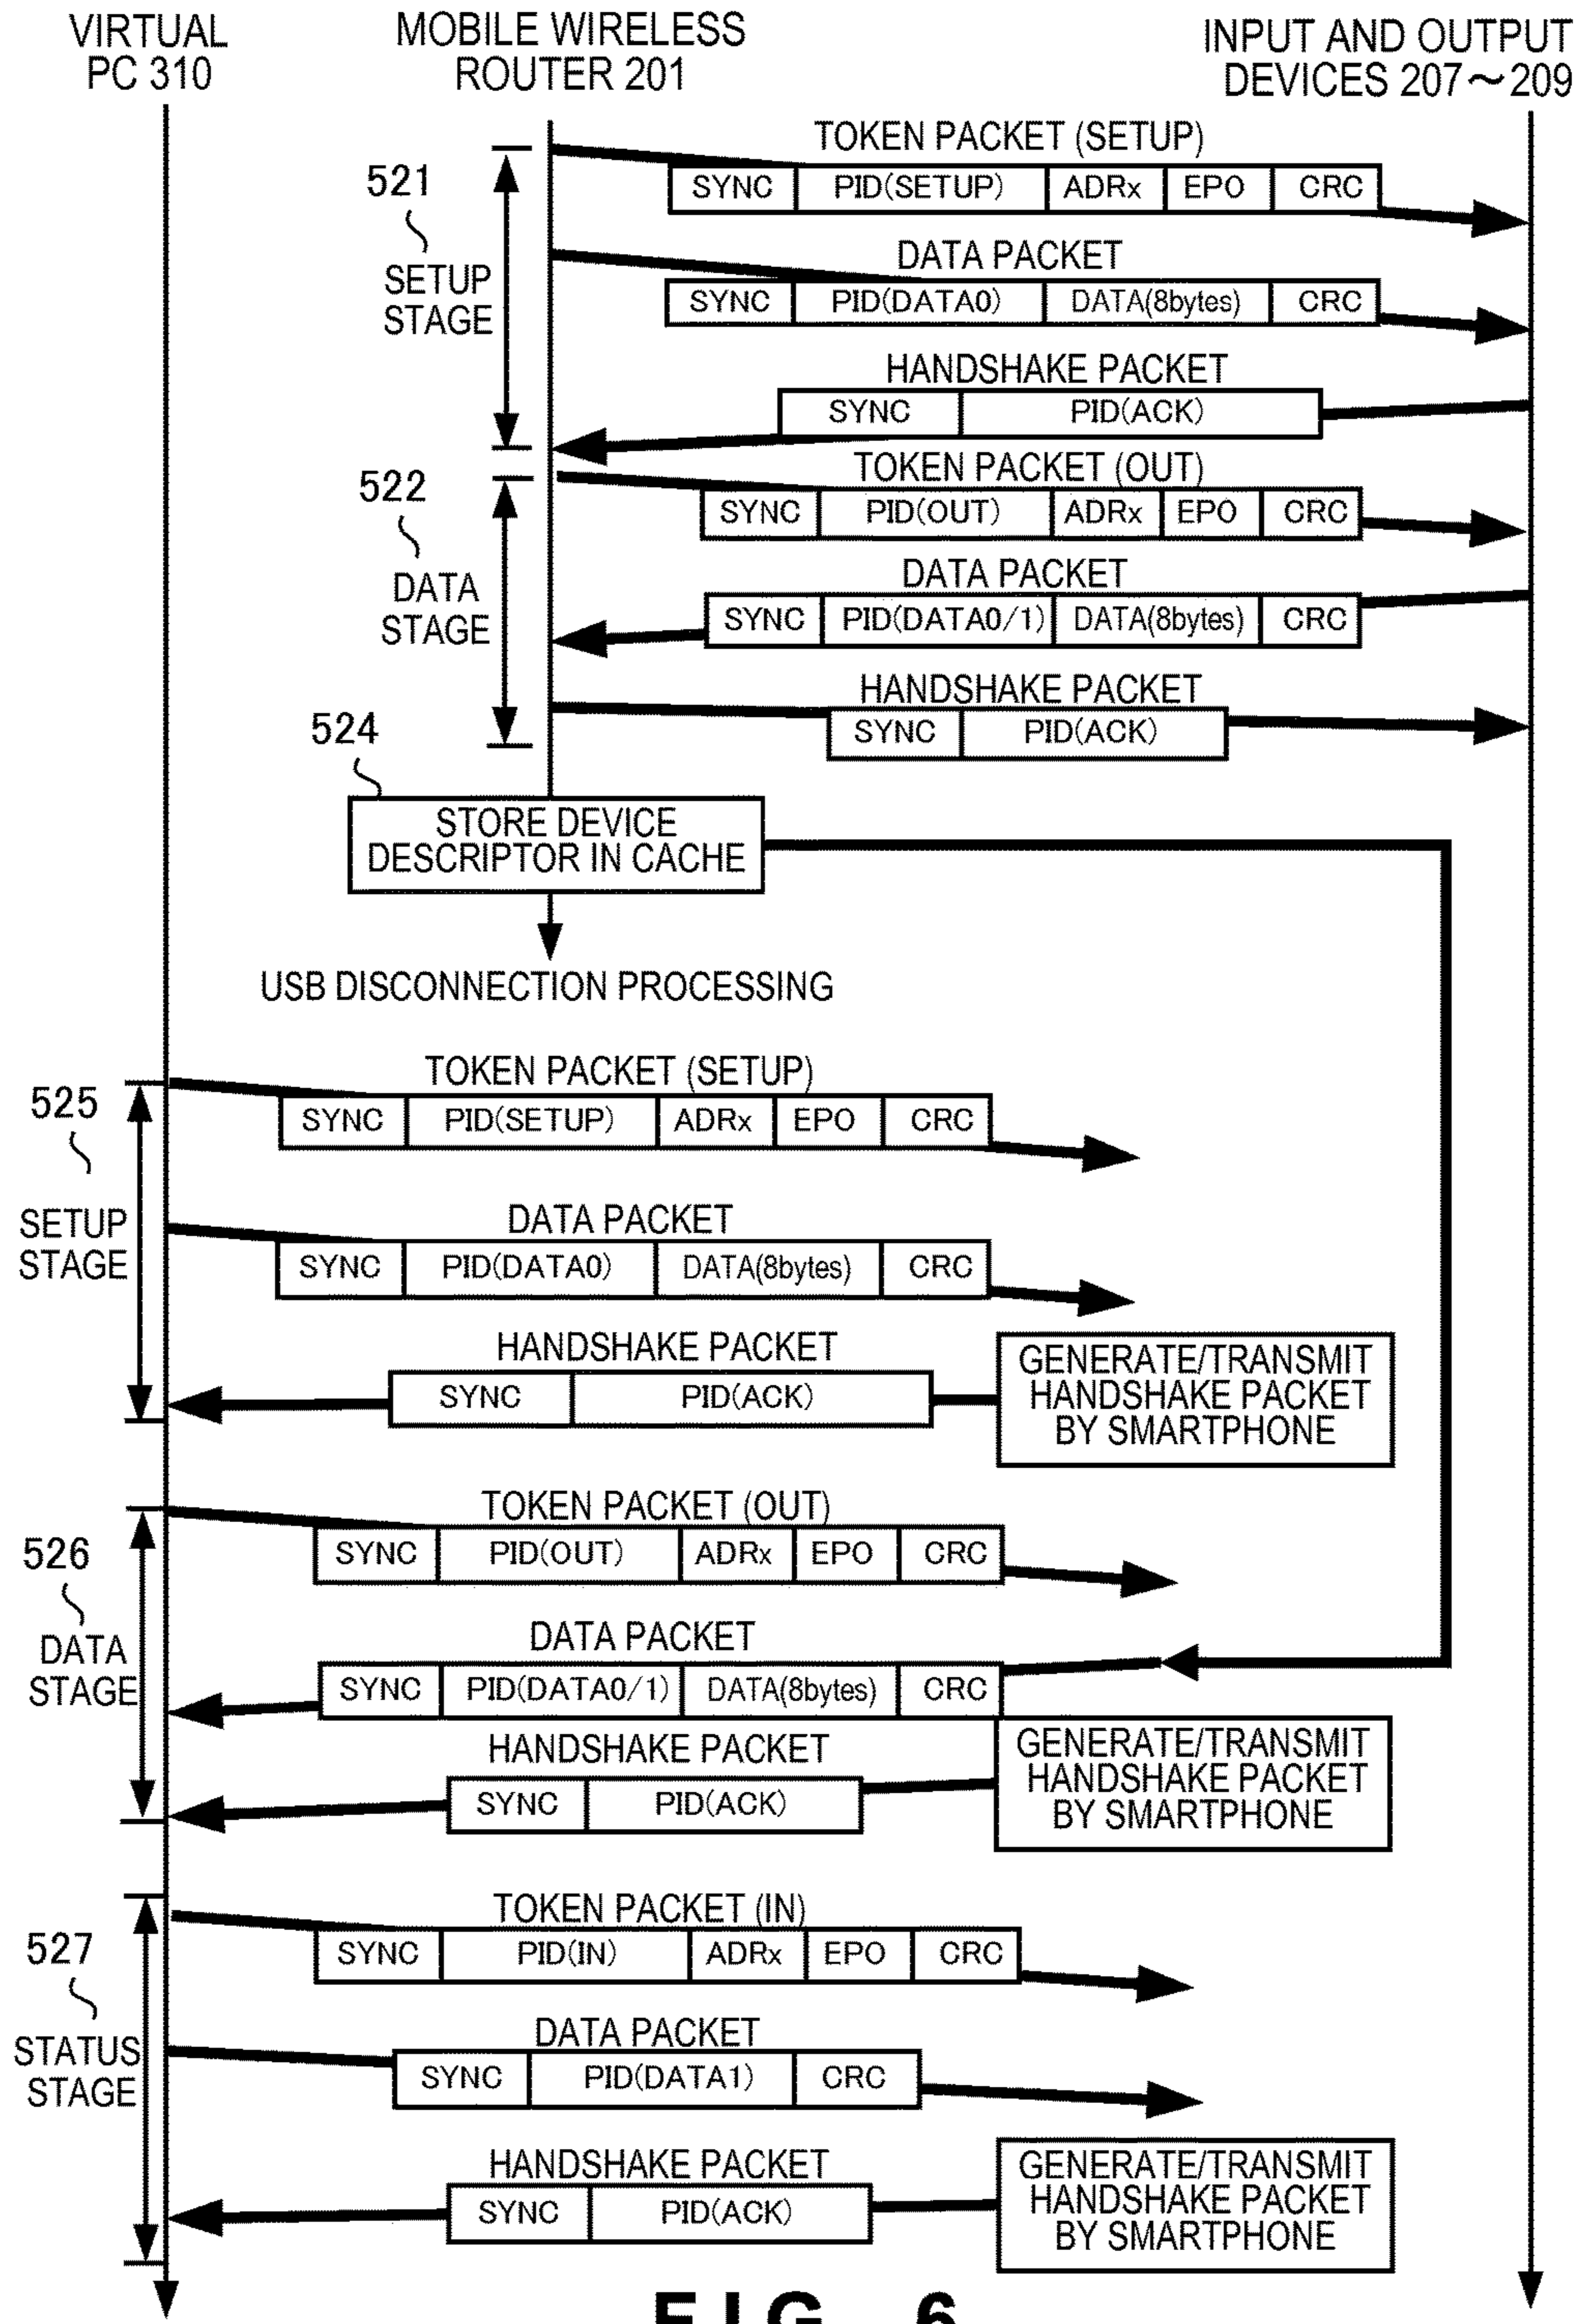 VIRTUAL
PC 310
MOBILE WIRELESS
ROUTER 201
INPUT AND OUTPUT
DEVICES 207～209
TOKEN PACKET (SETUP)
SYNC PID(SETUP) ADRx EPO CRC
521
SETUP
STAGE
DATA PACKET
SYNC PID(DATA0) DATA(8bytes) CRC
HANDSHAKE PACKET
SYNC PID(ACK)
522
DATA
STAGE
TOKEN PACKET (OUT)
SYNC PID(OUT) ADRx EPO CRC
DATA PACKET
SYNC PID(DATA0/1) DATA(8bytes) CRC
HANDSHAKE PACKET
SYNC PID(ACK)
524
STORE DEVICE
DESCRIPTOR IN CACHE
USB DISCONNECTION PROCESSING
525
SETUP
STAGE
TOKEN PACKET (SETUP)
SYNC PID(SETUP) ADRx EPO CRC
DATA PACKET
SYNC PID(DATA0) DATA(8bytes) CRC
HANDSHAKE PACKET
SYNC PID(ACK)
GENERATE/TRANSMIT
HANDSHAKE PACKET
BY SMARTPHONE
526
DATA
STAGE
TOKEN PACKET (OUT)
SYNC PID(OUT) ADRx EPO CRC
DATA PACKET
SYNC PID(DATA0/1) DATA(8bytes) CRC
HANDSHAKE PACKET
SYNC PID(ACK)
GENERATE/TRANSMIT
HANDSHAKE PACKET
BY SMARTPHONE
527
STATUS
STAGE
TOKEN PACKET (IN)
SYNC PID(IN) ADRx EPO CRC
DATA PACKET
SYNC PID(DATA1) CRC
HANDSHAKE PACKET
SYNC PID(ACK)
GENERATE/TRANSMIT
HANDSHAKE PACKET
BY SMARTPHONE
FIG. 6